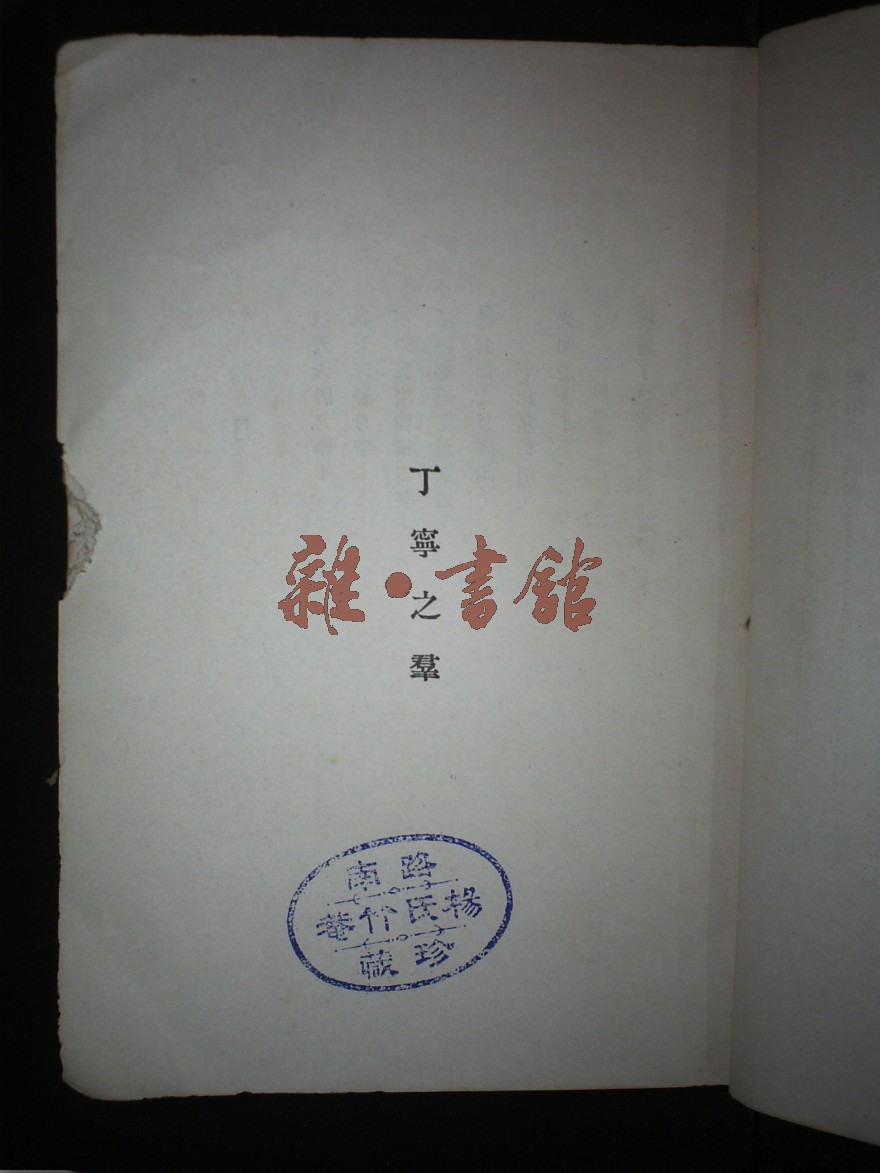 丁寧之羣
雜·書館
路南
楊氏竹菴
珍藏